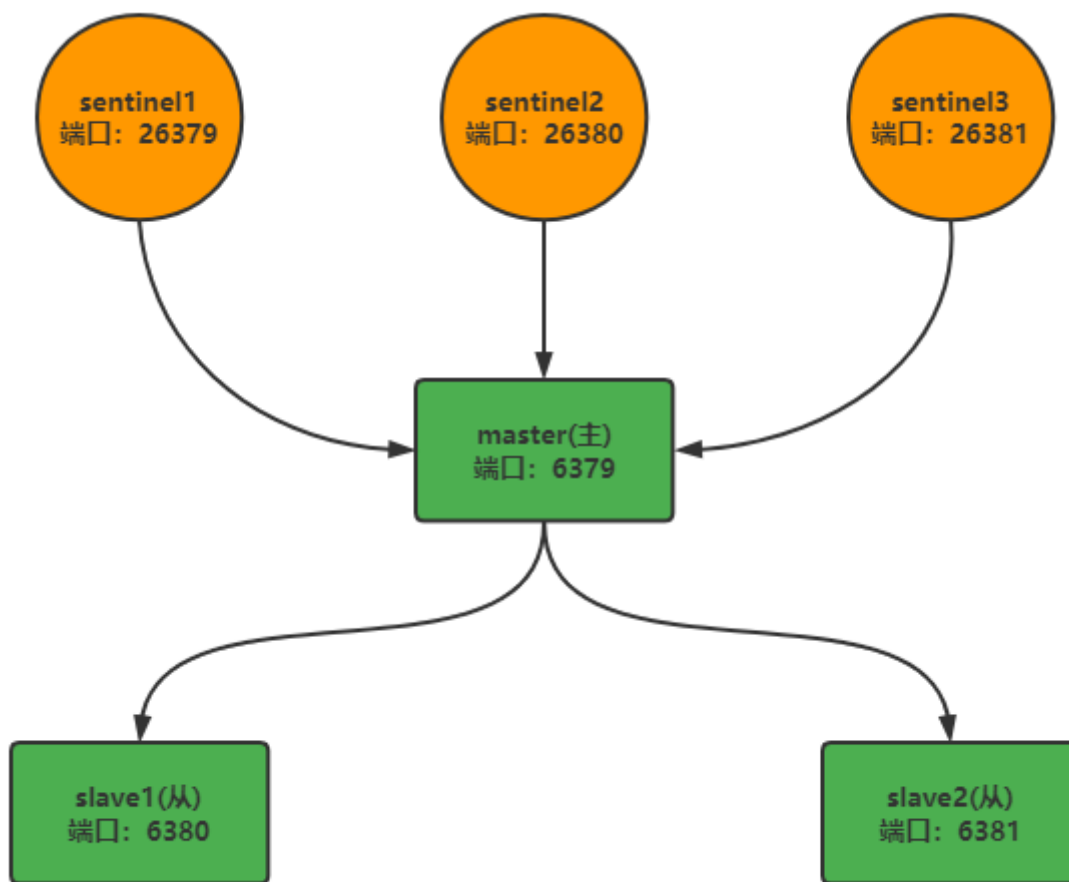 sentinel1
端口：26379
sentinel2
端口：26380
sentinel3
端口：26381
master(主)
端口：6379
slave1(从)
端口：6380
slave2(从)
端口：6381